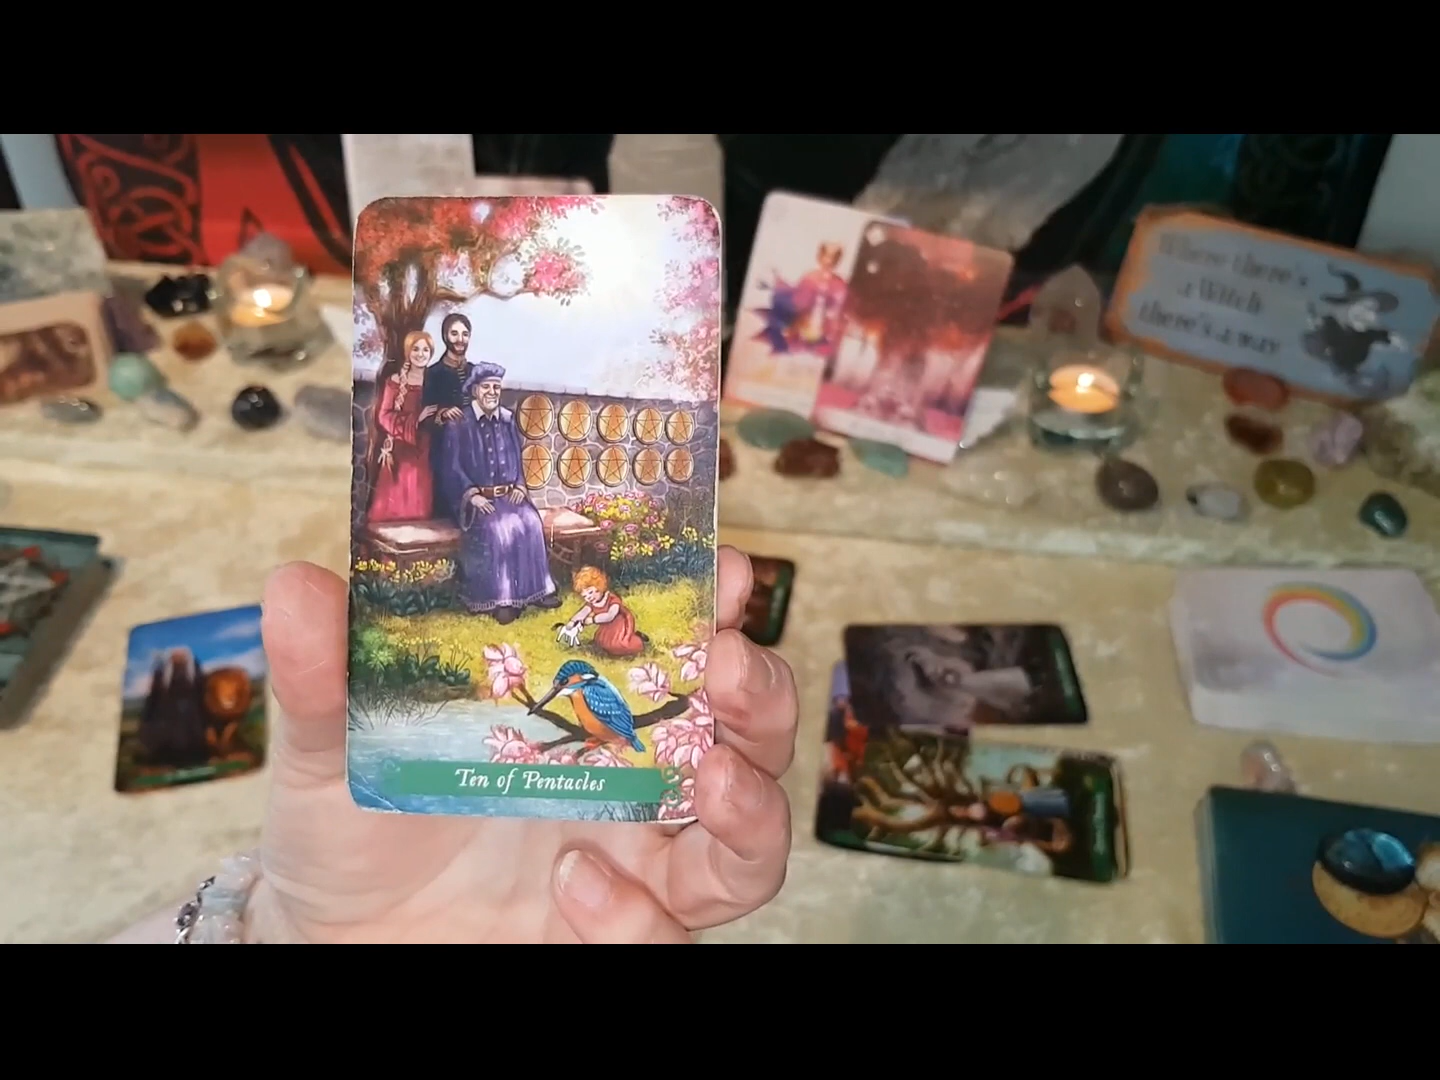 Ten of Pentacles
Where there's
a Witch
there's a way